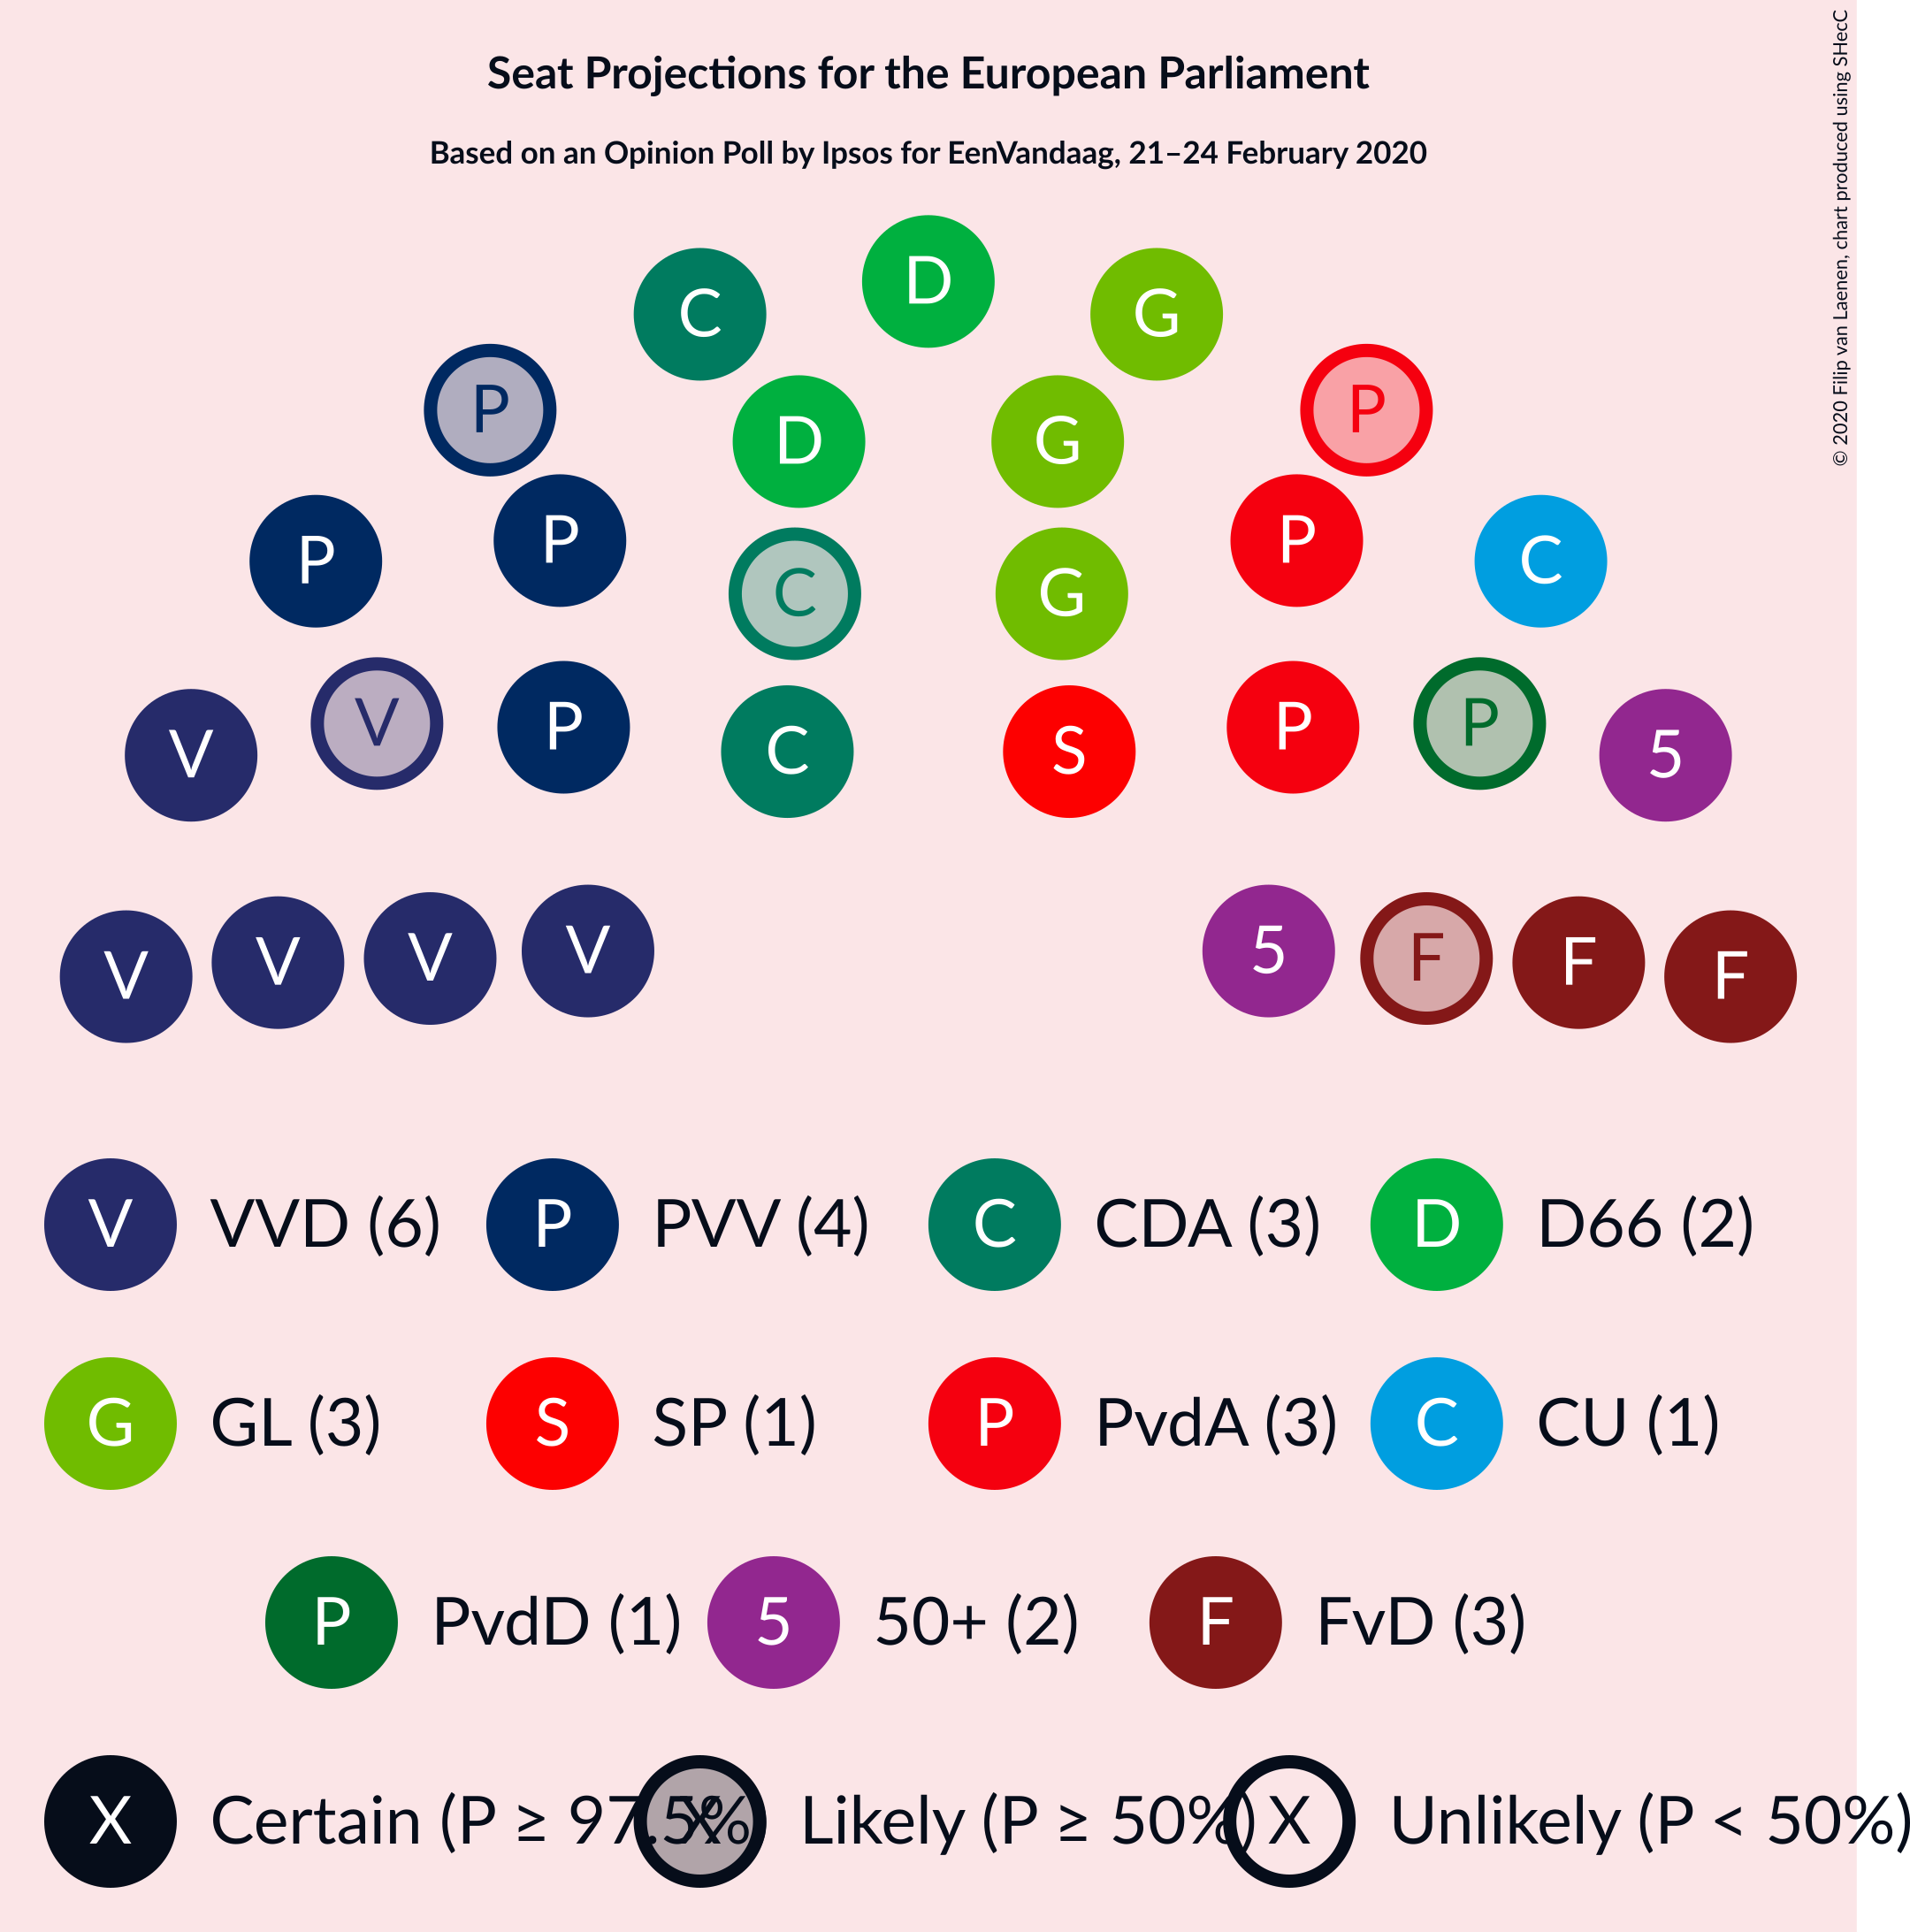 Seat Projections for the European Parliament
Based on an Opinion Poll by Ipsos for EenVandaag, 21–24 February 2020
© 2020 Filip van Laenen, chart produced using SHecC
D
C G
P P
D G
P P P C
C G
V V P C S P P 5
V V V V 5 F F F
V VVD (6) P PVV (4) C CDA (3) D D66 (2)
G GL (3) S SP (1) P PvdA (3) C CU (1)
P PvdD (1) 5 50+ (2) F FvD (3)
X Certain (P ≥ 97.5% X Likely (P ≥ 50%) X Unlikely (P < 50%)